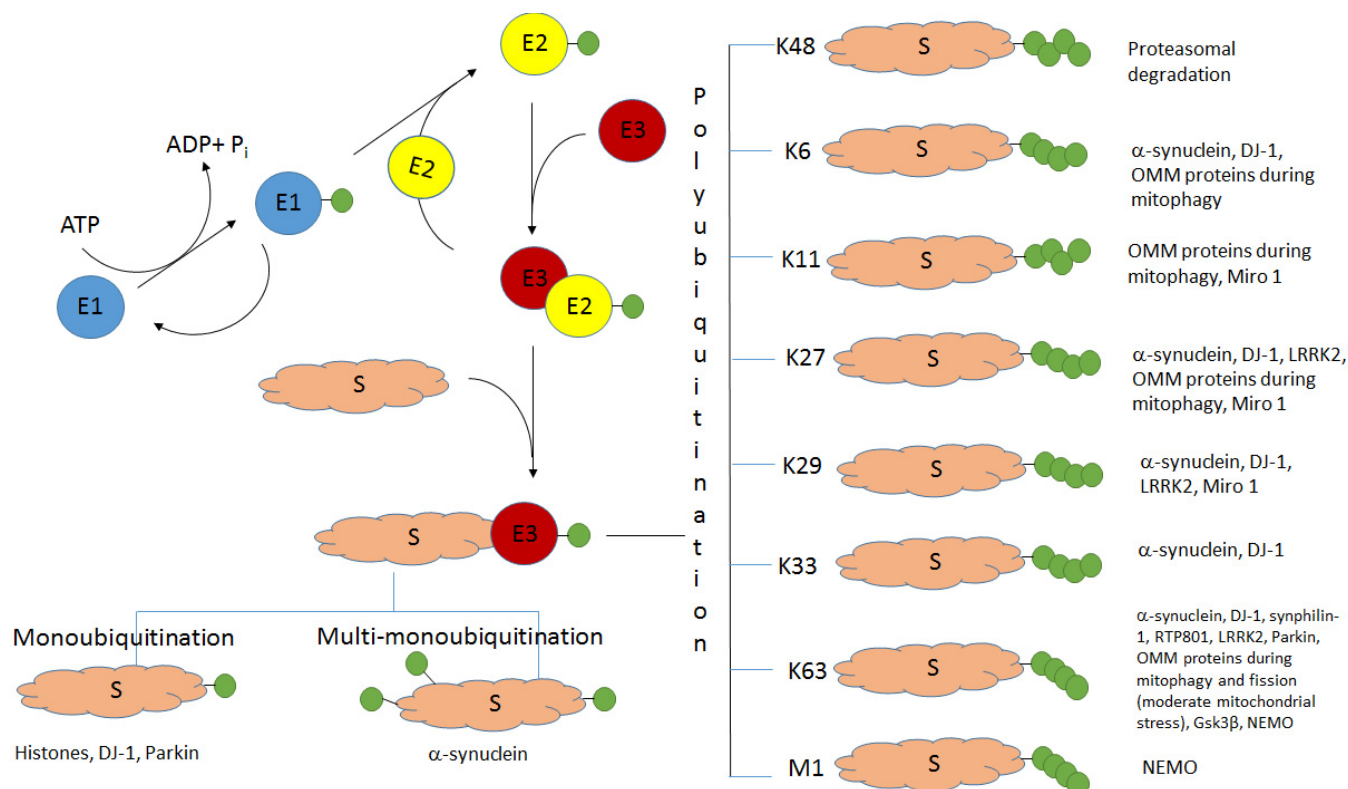 E2
E3
E2
ADP+ Pi
E1
ATP
E1
E3
E2
S
S
E3
Monoubiquitination
S
Histones, DJ-1, Parkin
Multi-monoubiquitination
S
α-synuclein
Polyubiquitination
K48
S
Proteasomal
degradation
K6
S
α-synuclein, DJ-1,
OMM proteins during
mitophagy
K11
S
OMM proteins during
mitophagy, Miro 1
K27
S
α-synuclein, DJ-1, LRRK2,
OMM proteins during
mitophagy, Miro 1
K29
S
α-synuclein, DJ-1,
LRRK2, Miro 1
K33
S
α-synuclein, DJ-1
K63
S
α-synuclein, DJ-1, synphilin-
1, RTP801, LRRK2, Parkin,
OMM proteins during
mitophagy and fission
(moderate mitochondrial
stress), Gsk3β, NEMO
M1
S
NEMO